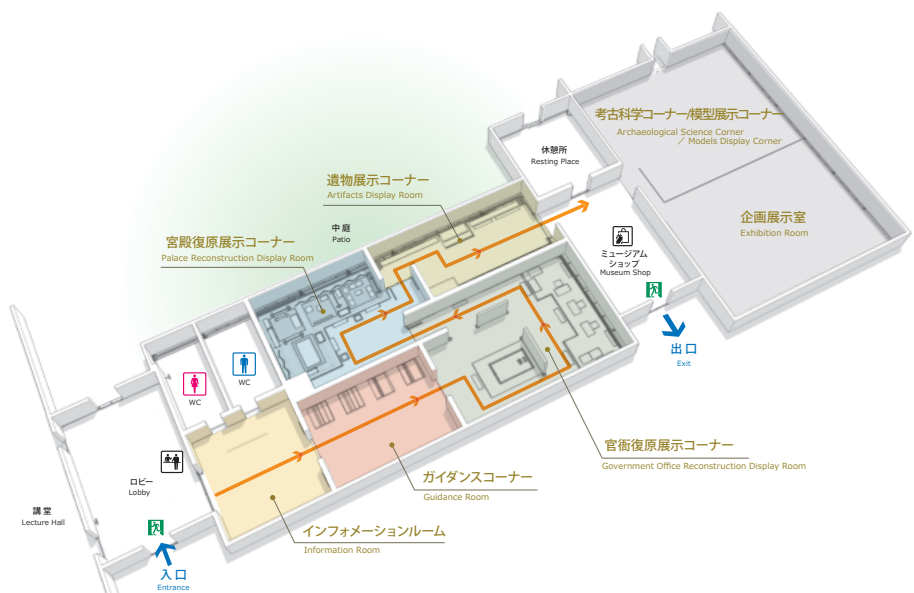 考古科学コーナー/模型展示コーナー
Archaeological Science Corner
／ Models Display Corner
休憩所
Resting Place
遺物展示コーナー
Artifacts Display Room
企画展示室
Exhibition Room
中庭
Patio
宮殿復原展示コーナー
Palace Reconstruction Display Room
ミュージアム
ショップ
Museum Shop
出口
Exit
WC
WC
官衙復原展示コーナー
Government Office Reconstruction Display Room
ガイダンスコーナー
Guidance Room
ロビー
Lobby
講堂
Lecture Hall
インフォメーションルーム
Information Room
入口
Entrance